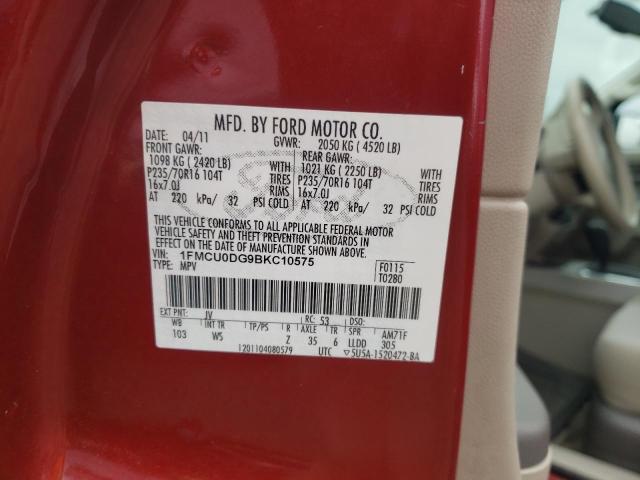 MFD. BY FORD MOTOR CO.
DATE: 04/11 GVWR: 2050 KG ( 4520 LB)
FRONT GAWR: REAR GAWR:
1098 KG ( 2420 LB) WITH 1021 KG ( 2250 LB) WITH
P235/70R16 104T TIRES P235/70R16 104T TIRES
16x7.0J RIMS 16x7.0J RIMS
AT 220 kPa/ 32 PSI COLD AT 220 kPa/ 32 PSI COLD
THIS VEHICLE CONFORMS TO ALL APPLICABLE FEDERAL MOTOR
VEHICLE SAFETY AND THEFT PREVENTION STANDARDS IN
EFFECT ON THE DATE OF MANUFACTURE SHOWN ABOVE.
VIN: 1FMCU0DG9BKC10575 F0115
TYPE: MPV T0280
EXT PNT: JV RC: 53 DSO:
WB INT TR TP/PS R AXLE TR SPR AM71F
103 WS Z 35 6 LLDD 305
1201104080579 UTC ▽5U5A-1520472-BA
Ford